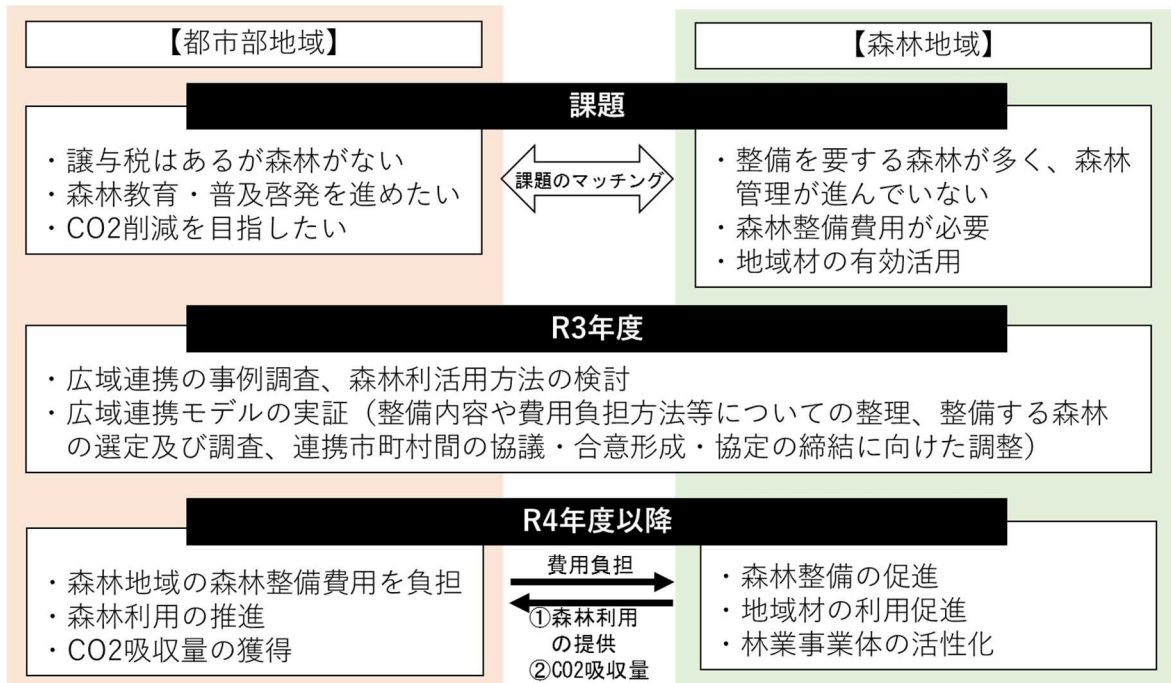 【都市部地域】
【森林地域】
課題
・譲与税はあるが森林がない
・森林教育・普及啓発を進めたい
・CO2削減を目指したい
課題のマッチング
・整備を要する森林が多く、森林
管理が進んでいない
・森林整備費用が必要
・地域材の有効活用
R3年度
・広域連携の事例調査、森林利活用方法の検討
・広域連携モデルの実証（整備内容や費用負担方法等についての整理、整備する森林
の選定及び調査、連携市町村間の協議・合意形成・協定の締結に向けた調整）
R4年度以降
・森林地域の森林整備費用を負担
・森林利用の推進
・CO2吸収量の獲得
費用負担
①森林利用
の提供
②CO2吸収量
・森林整備の促進
・地域材の利用促進
・林業事業体の活性化